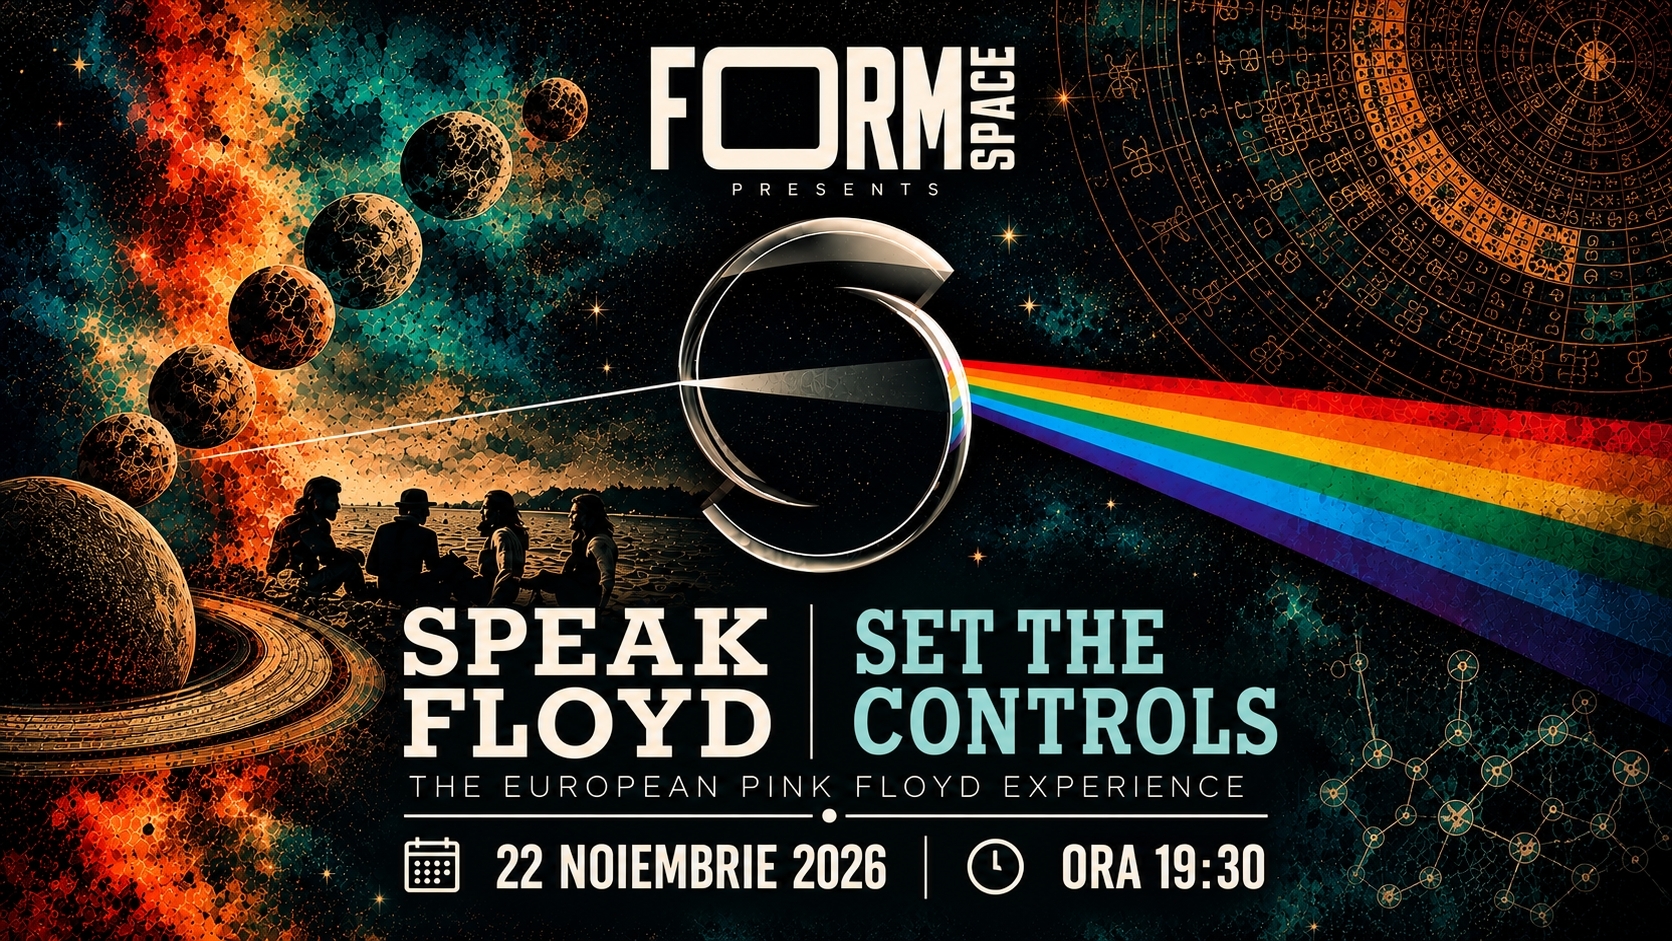 FORM SPACE
PRESENTS
SPEAK FLOYD
SET THE CONTROLS
THE EUROPEAN PINK FLOYD EXPERIENCE
22 NOIEMBRIE 2026
ORA 19:30